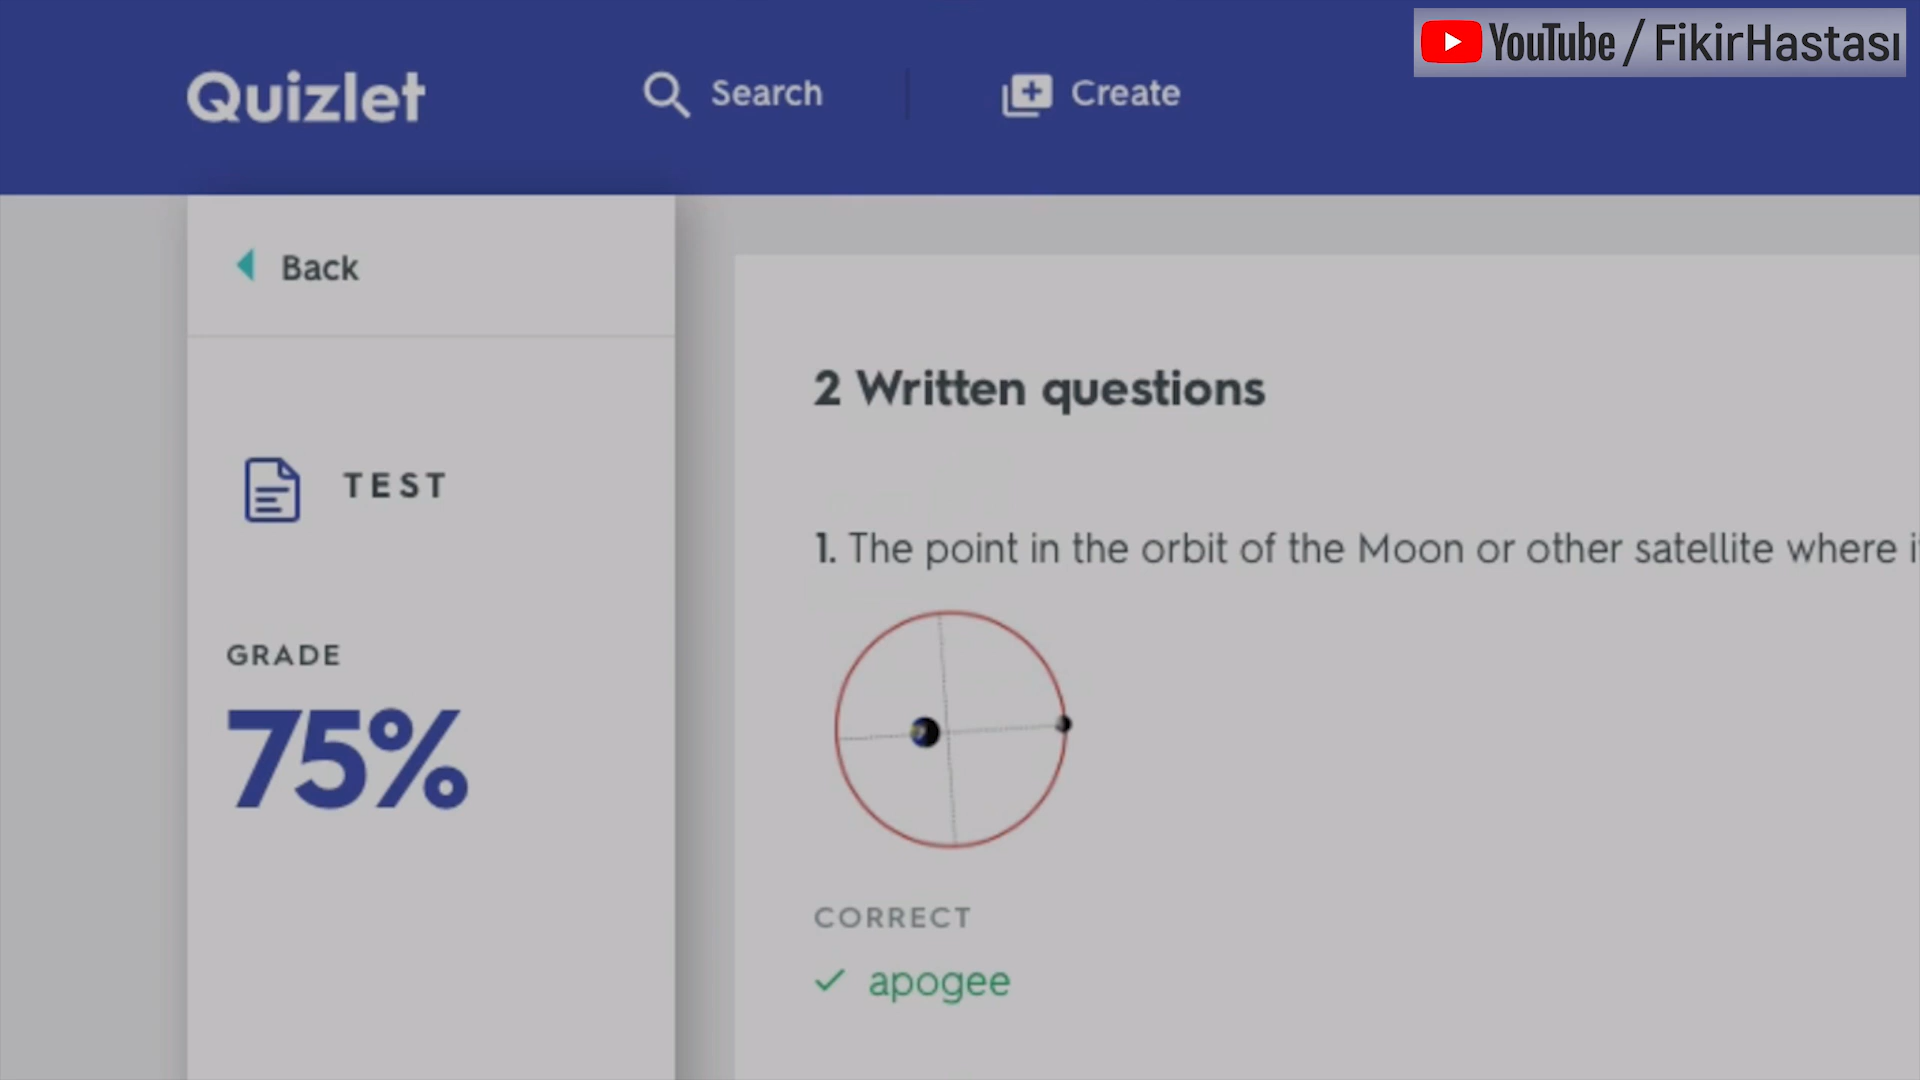 YouTube / FikirHastası
Quizlet
Search
Create
Back
TEST
GRADE
75%
2 Written questions
1. The point in the orbit of the Moon or other satellite where
CORRECT
apogee